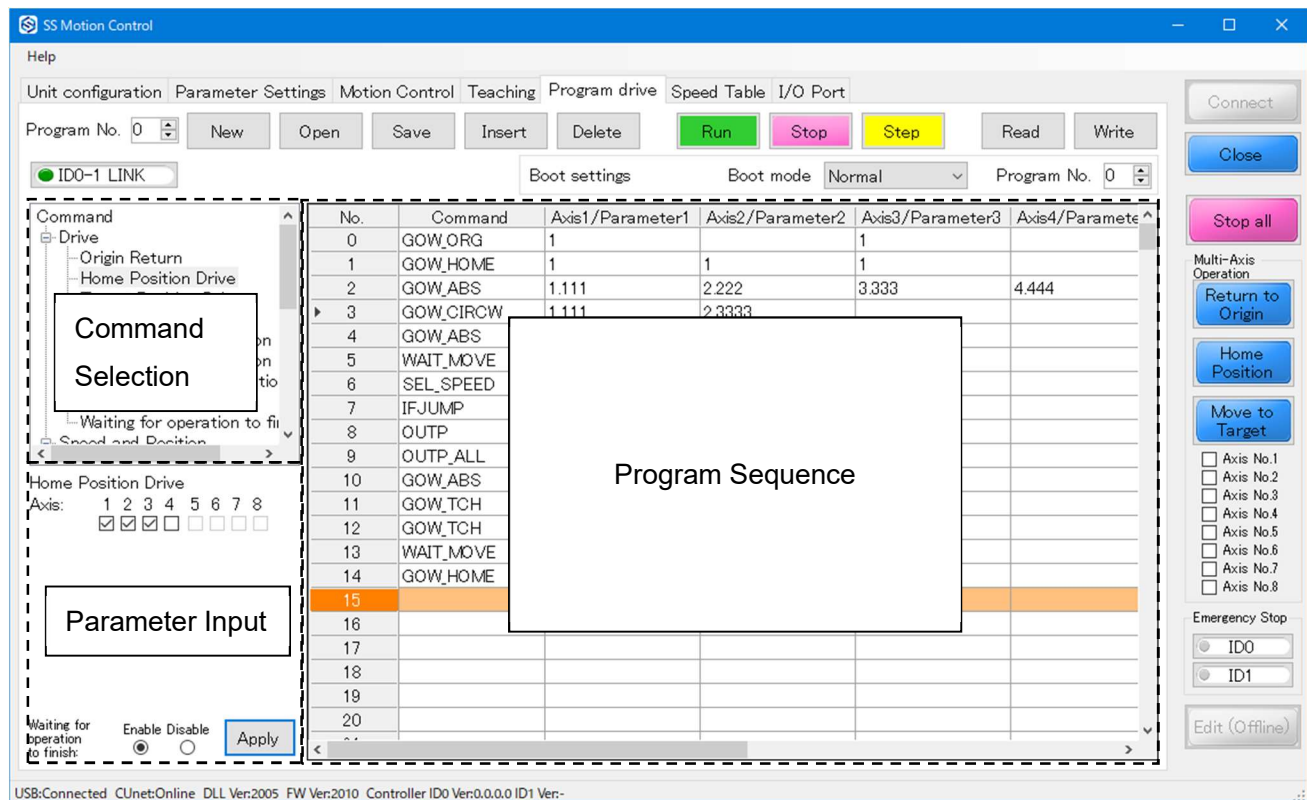 SS Motion Control
Help
Unit configuration Parameter Settings Motion Control Teaching Program drive Speed Table I/O Port
Program No. 0 New Open Save Insert Delete Run Stop Step Read Write
ID0-1 LINK Boot settings Boot mode Normal Program No. 0
Command
Drive
Origin Return
Home Position Drive
Command
Selection
on
on
tio
Waiting for operation to fi
Speed and Position
Home Position Drive
Axis: 1 2 3 4 5 6 7 8
Parameter Input
Waiting for
operation
to finish:
Enable Disable
Apply
No. Command Axis1/Parameter1 Axis2/Parameter2 Axis3/Parameter3 Axis4/Paramete
0 GOW_ORG 1 1
1 GOW_HOME 1 1 1
2 GOW_ABS 1.111 2.222 3.333 4.444
3 GOW_CIRCW 1.111 2.3333
4 GOW_ABS
5 WAIT_MOVE
6 SEL_SPEED
7 IFJUMP
8 OUTP
9 OUTP_ALL
10 GOW_ABS
11 GOW_TCH
12 GOW_TCH
13 WAIT_MOVE
14 GOW_HOME
15
16
17
18
19
20
Program Sequence
Connect
Close
Stop all
Multi-Axis
Operation
Return to
Origin
Home
Position
Move to
Target
Axis No.1
Axis No.2
Axis No.3
Axis No.4
Axis No.5
Axis No.6
Axis No.7
Axis No.8
Emergency Stop
ID0
ID1
Edit (Offline)
USB:Connected CUnet:Online DLL Ver:2005 FW Ver:2010 Controller ID0 Ver:0.0.0.0 ID1 Ver:-